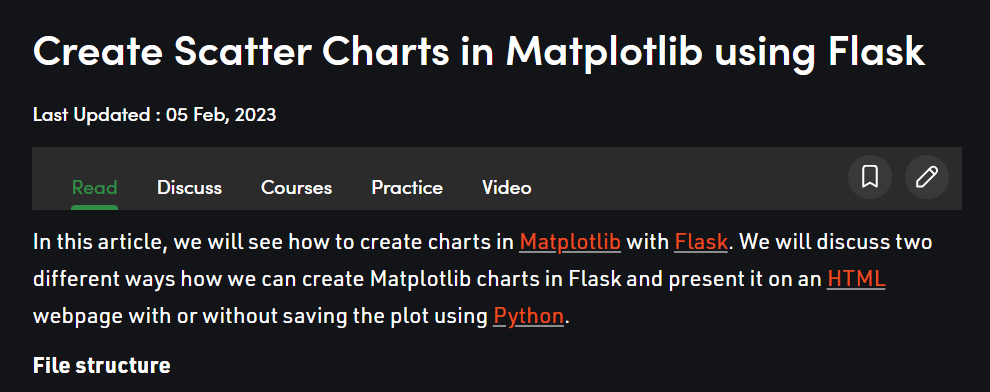 Create Scatter Charts in Matplotlib using Flask
Last Updated : 05 Feb, 2023
Read Discuss Courses Practice Video
In this article, we will see how to create charts in Matplotlib with Flask. We will discuss two
different ways how we can create Matplotlib charts in Flask and present it on an HTML
webpage with or without saving the plot using Python.
File structure